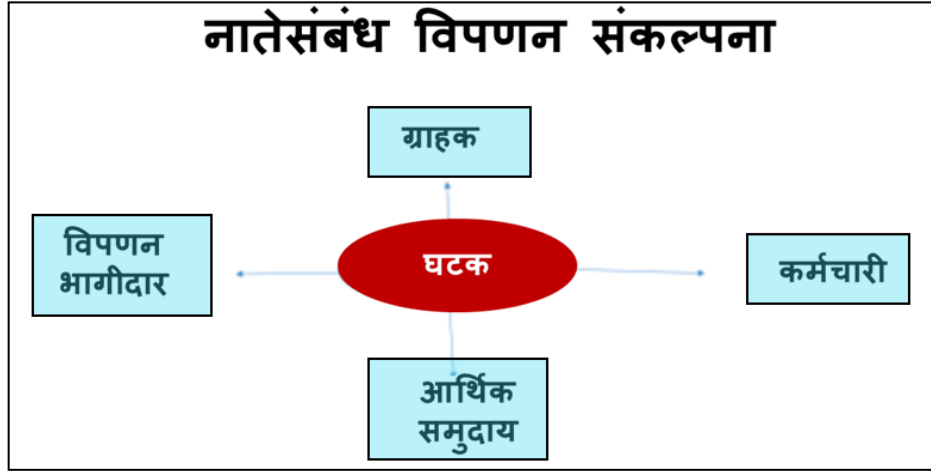 नातेसंबंध विपणन संकल्पना
ग्राहक
विपणन
भागीदार
घटक
कर्मचारी
आर्थिक
समुदाय